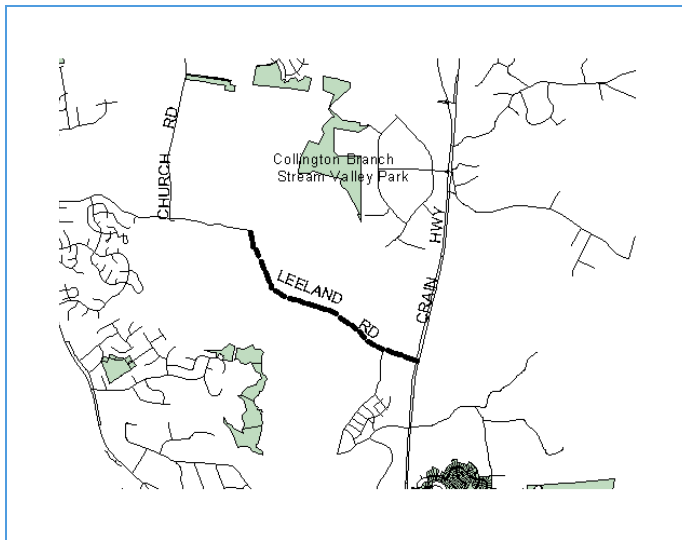 CHURCH RD
Collington Branch
Stream Valley Park
CRAIN HWY
LEELAND RD